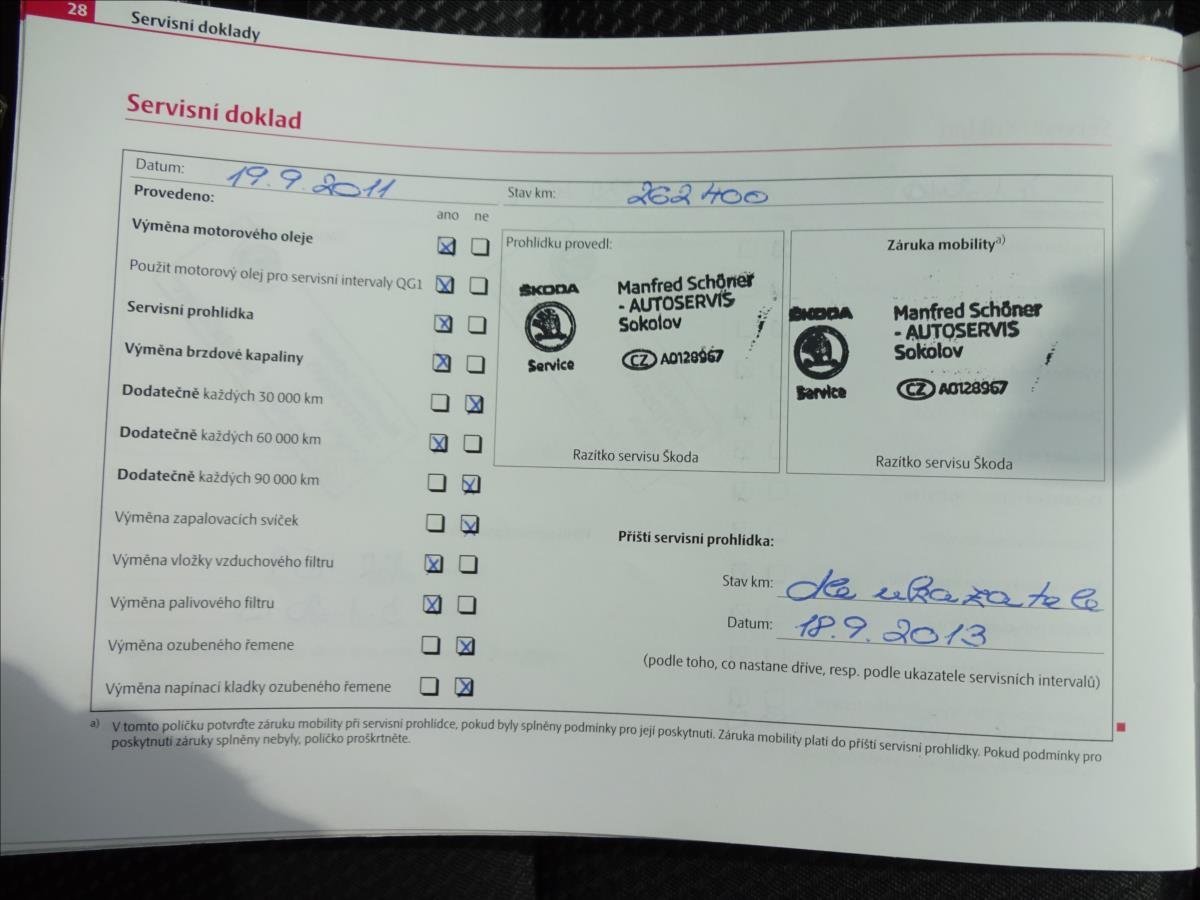 28
Servisní doklady
Servisní doklad
Datum: 19.9.2011
Stav km: 262 400
Provedeno:
ano ne
Výměna motorového oleje
Použit motorový olej pro servisní intervaly QG1
Servisní prohlídka
Výměna brzdové kapaliny
Dodatečně každých 30 000 km
Dodatečně každých 60 000 km
Dodatečně každých 90 000 km
Výměna zapalovacích svíček
Výměna vložky vzduchového filtru
Výměna palivového filtru
Výměna ozubeného řemene
Výměna napínací kladky ozubeného řemene
Prohlídku provedl:
ŠKODA
Service
Manfred Schöner
- AUTOSERVIS
Sokolov
CZ A0128967
Razítko servisu Škoda
Záruka mobility a)
ŠKODA
Service
Manfred Schöner
- AUTOSERVIS
Sokolov
CZ A0128967
Razítko servisu Škoda
Příští servisní prohlídka:
Stav km: dle ukazatele
Datum: 18.9.2013
(podle toho, co nastane dříve, resp. podle ukazatele servisních intervalů)
a) V tomto políčku potvrďte záruku mobility při servisní prohlídce, pokud byly splněny podmínky pro její poskytnutí. Záruka mobility platí do příští servisní prohlídky. Pokud podmínky pro
poskytnutí záruky splněny nebyly, políčko proškrtněte.